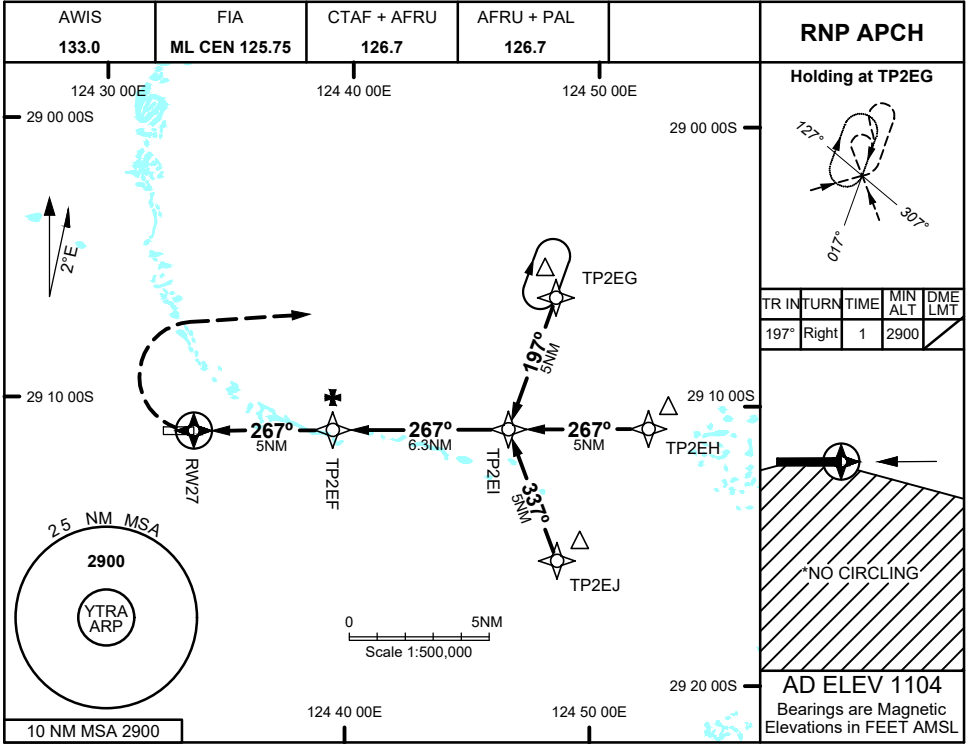 AWIS
133.0
FIA
ML CEN 125.75
CTAF + AFRU
126.7
AFRU + PAL
126.7
RNP APCH
124 30 00E
124 40 00E
124 50 00E
29 00 00S
29 00 00S
2°E
TP2EG
197°
5NM
29 10 00S
29 10 00S
267°
5NM
267°
6.3NM
267°
5NM
RW27
TP2EF
TP2EI
TP2EH
337°
5NM
TP2EJ
25 NM MSA
2900
YTRA
ARP
0 5NM
Scale 1:500,000
29 20 00S
124 40 00E
124 50 00E
10 NM MSA 2900
Holding at TP2EG
127°
307°
017°
TR IN TURN TIME MIN ALT DME LMT
197° Right 1 2900
*NO CIRCLING
AD ELEV 1104
Bearings are Magnetic
Elevations in FEET AMSL